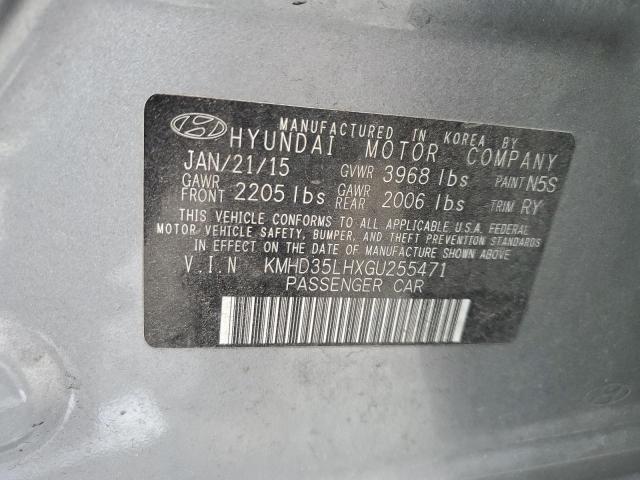 MANUFACTURED IN KOREA BY
HYUNDAI MOTOR COMPANY
JAN/21/15 GVWR 3968 lbs PAINT N5S
GAWR FRONT 2205 lbs GAWR REAR 2006 lbs TRIM RY
THIS VEHICLE CONFORMS TO ALL APPLICABLE U.S.A. FEDERAL
MOTOR VEHICLE SAFETY, BUMPER, AND THEFT PREVENTION STANDARDS
IN EFFECT ON THE DATE OF MANUFACTURE SHOWN ABOVE.
V.I.N KMHD35LHXGU255471
PASSENGER CAR